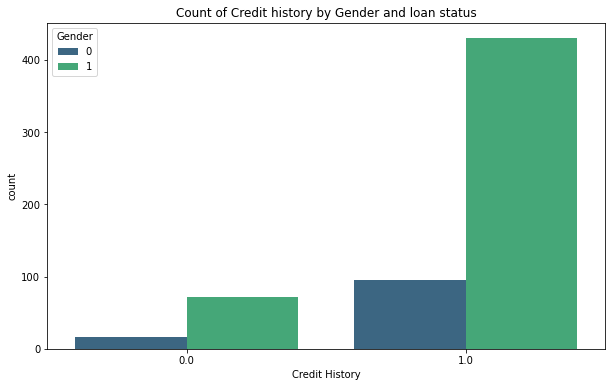 Count of Credit history by Gender and loan status
Gender
0
1
400
300
200
100
0
count
0.0
1.0
Credit History